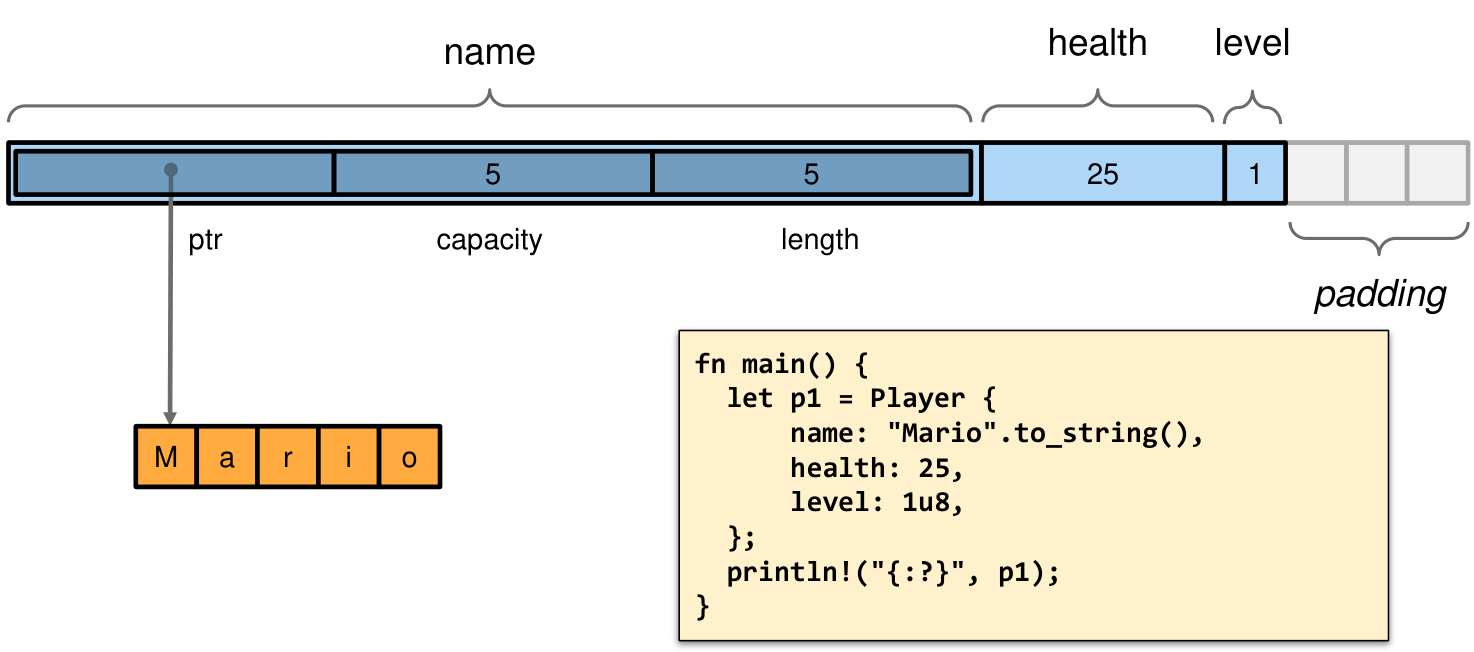 name
health
level
5
5
25
1
ptr
capacity
length
padding
M a r i o
fn main() {
  let p1 = Player {
      name: "Mario".to_string(),
      health: 25,
      level: 1u8,
  };
  println!("{:?}", p1);
}